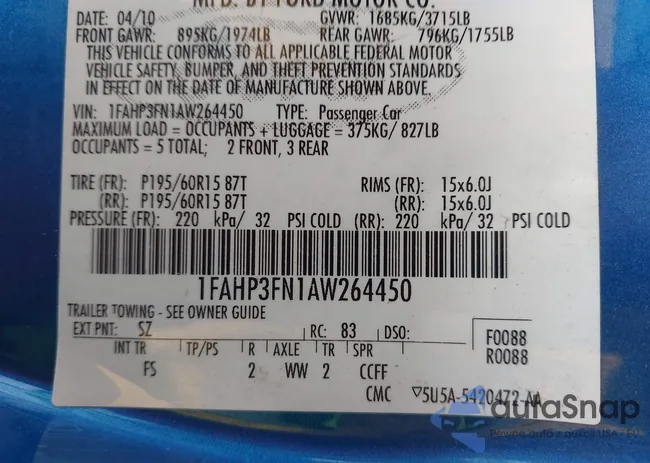 MFD. BY FORD MOTOR CO.
DATE: 04/10 GVWR: 1685KG/3715LB
FRONT GAWR: 895KG/1974LB REAR GAWR: 796KG/1755LB
THIS VEHICLE CONFORMS TO ALL APPLICABLE FEDERAL MOTOR
VEHICLE SAFETY, BUMPER, AND THEFT PREVENTION STANDARDS
IN EFFECT ON THE DATE OF MANUFACTURE SHOWN ABOVE.
VIN: 1FAHP3FN1AW264450 TYPE: Passenger Car
MAXIMUM LOAD = OCCUPANTS + LUGGAGE = 375KG/ 827LB
OCCUPANTS = 5 TOTAL; 2 FRONT, 3 REAR
TIRE (FR): P195/60R15 87T RIMS (FR): 15x6.0J
(RR): P195/60R15 87T (RR): 15x6.0J
PRESSURE (FR): 220 kPa/ 32 PSI COLD (RR): 220 kPa/ 32 PSI COLD
1FAHP3FN1AW264450
TRAILER TOWING - SEE OWNER GUIDE
EXT PNT: SZ RC: 83 DSO: F0088
INT TR TP/PS R AXLE TR SPR R0088
FS 2 WW 2 CCFF
CMC ▽5U5A-5420472-AA
autoSnap